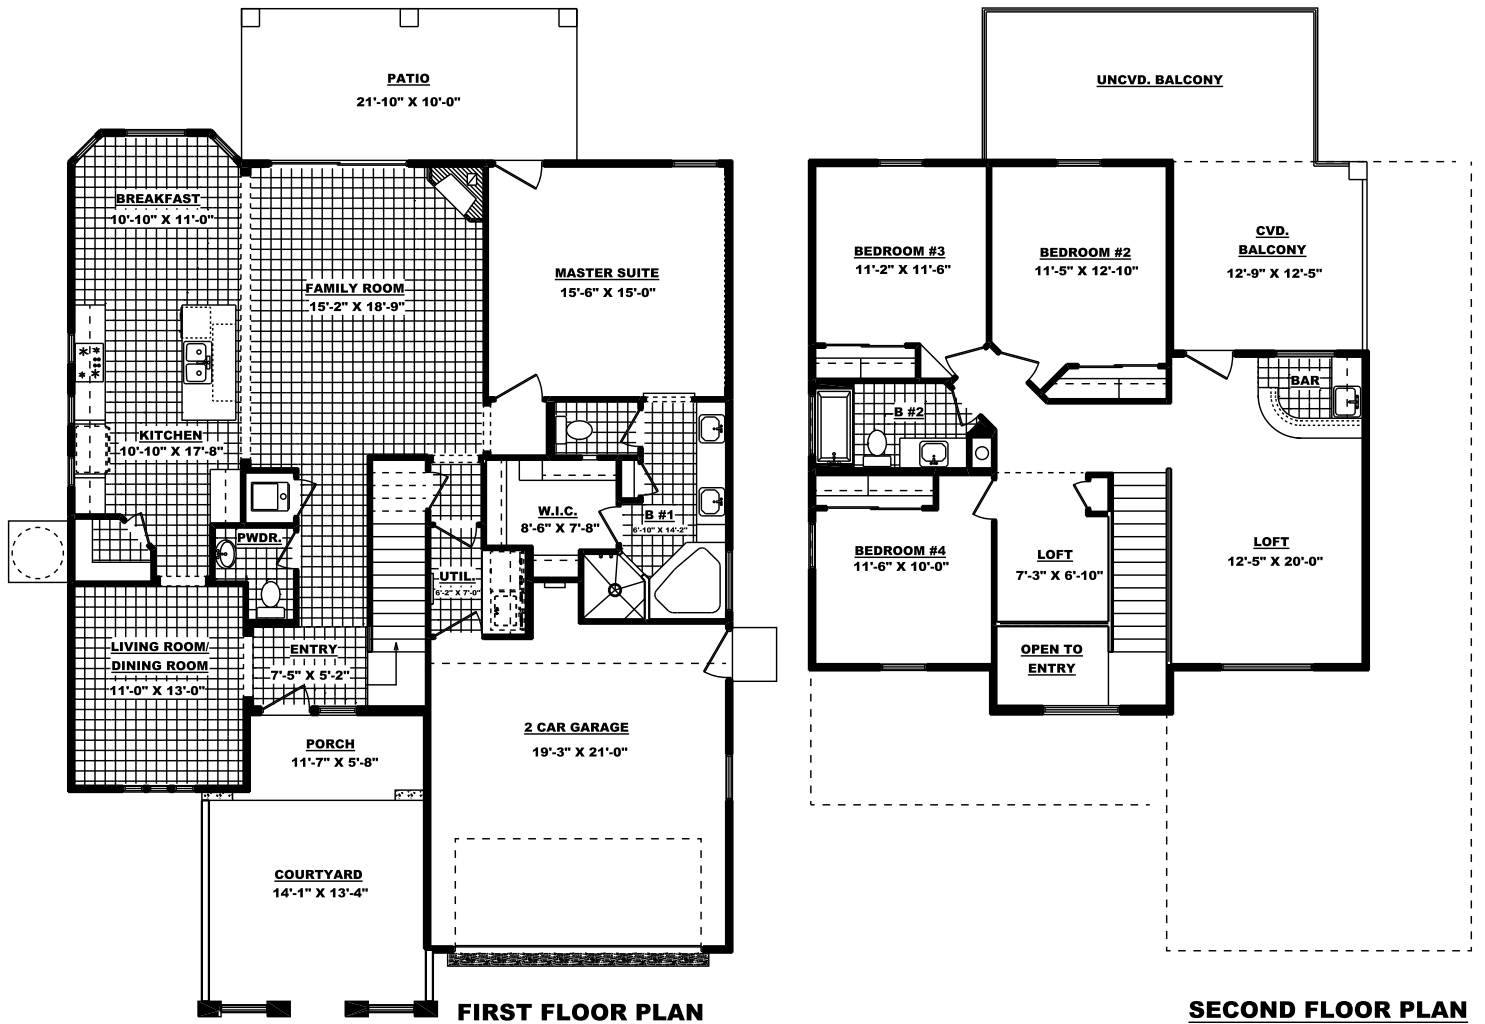 PATIO
21'-10" X 10'-0"
BREAKFAST
10'-10" X 11'-0"
FAMILY ROOM
15'-2" X 18'-9"
MASTER SUITE
15'-6" X 15'-0"
KITCHEN
10'-10" X 17'-8"
W.I.C.
8'-6" X 7'-8"
B #1
6'-10" X 14'-2"
PWDR.
UTIL.
6'-2" X 7'-0"
LIVING ROOM/
DINING ROOM
11'-0" X 13'-0"
ENTRY
7'-5" X 5'-2"
PORCH
11'-7" X 5'-8"
2 CAR GARAGE
19'-3" X 21'-0"
COURTYARD
14'-1" X 13'-4"
FIRST FLOOR PLAN
UNCVD. BALCONY
BEDROOM #3
11'-2" X 11'-6"
BEDROOM #2
11'-5" X 12'-10"
CVD.
BALCONY
12'-9" X 12'-5"
BAR
B #2
BEDROOM #4
11'-6" X 10'-0"
LOFT
7'-3" X 6'-10"
LOFT
12'-5" X 20'-0"
OPEN TO
ENTRY
SECOND FLOOR PLAN